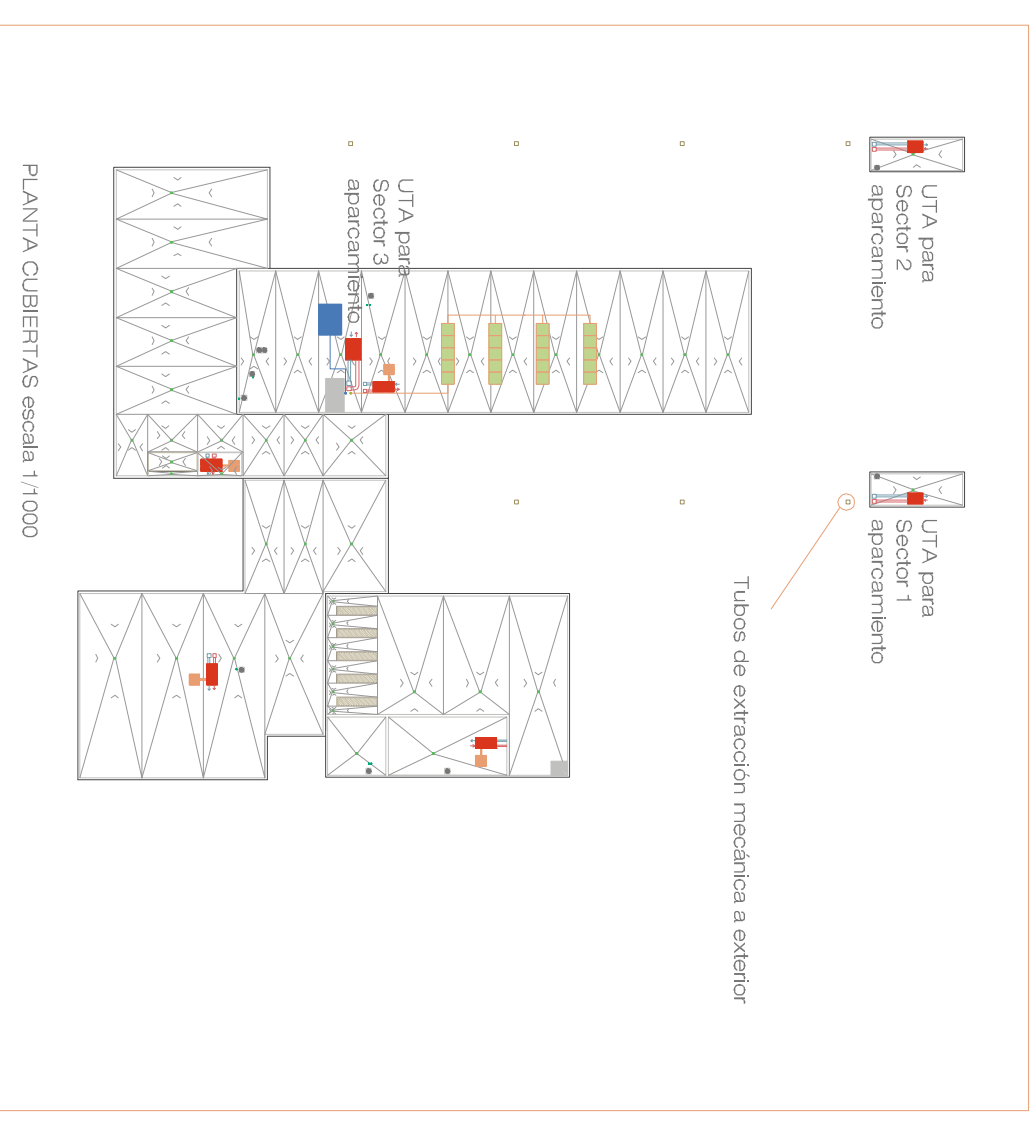 UTA para
Sector 2
aparcamiento
UTA para
Sector 1
aparcamiento
Tubos de extracción mecánica a exterior
UTA para
Sector 3
aparcamiento
PLANTA CUBIERTAS escala 1/1000